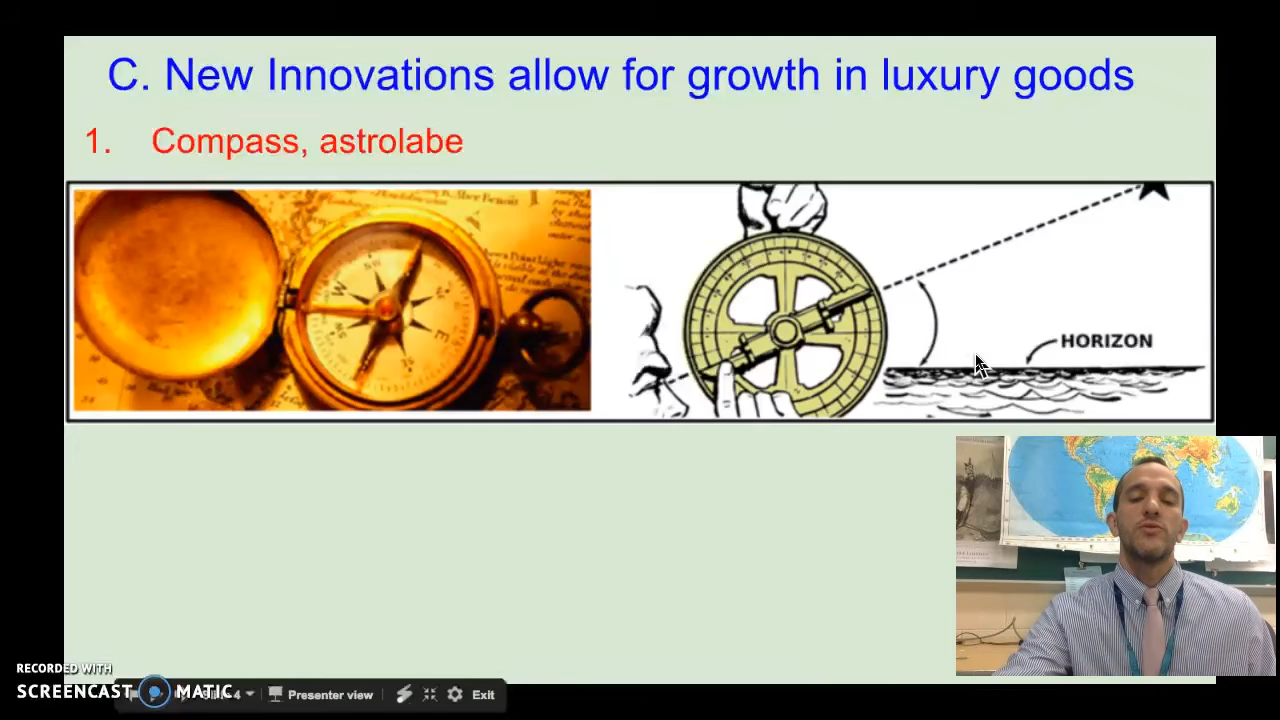 C. New Innovations allow for growth in luxury goods
1. Compass, astrolabe
HORIZON
RECORDED WITH
SCREENCAST MATIC
Presenter view
Exit